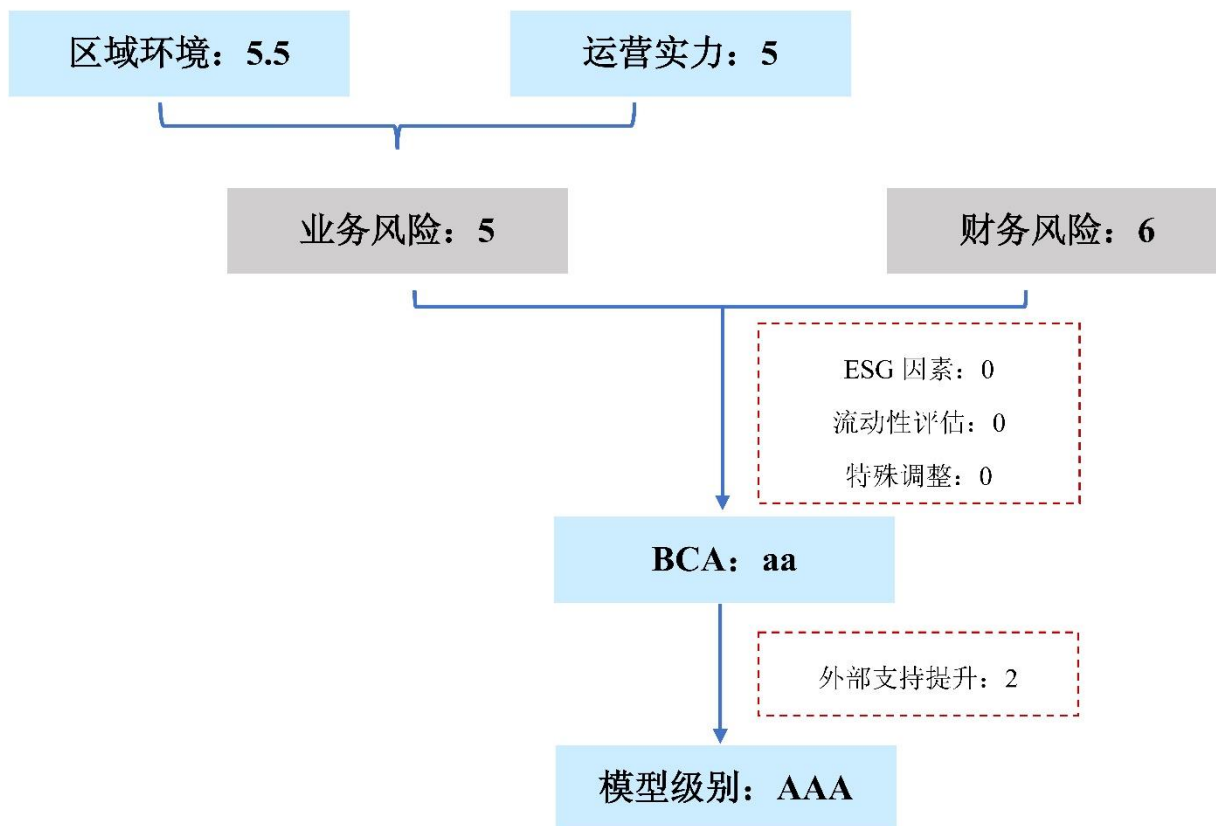 区域环境：5.5
运营实力：5
业务风险：5
财务风险：6
ESG 因素：0
流动性评估：0
特殊调整：0
BCA：aa
外部支持提升：2
模型级别：AAA